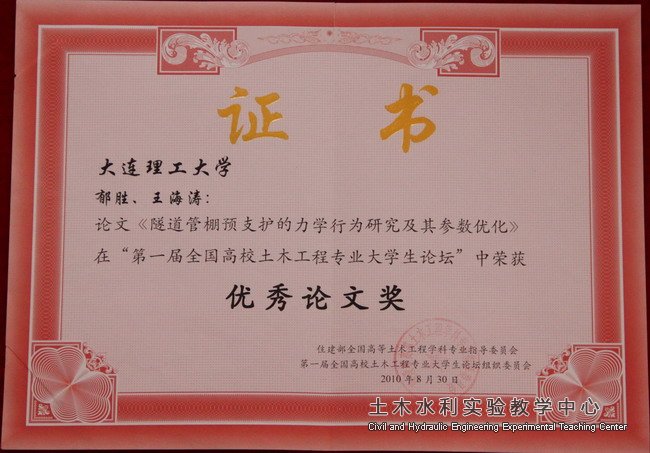 证 书
大连理工大学
郁胜、王海涛：
论文《隧道管棚预支护的力学行为研究及其参数优化》
在“第一届全国高校土木工程专业大学生论坛”中荣获
优秀论文奖
住建部全国高等土木工程学科专业指导委员会
第一届全国高校土木工程专业大学生论坛组织委员会
2010年8月30日
土木水利实验教学中心
Civil and Hydraulic Engineering Experimental Teaching Center